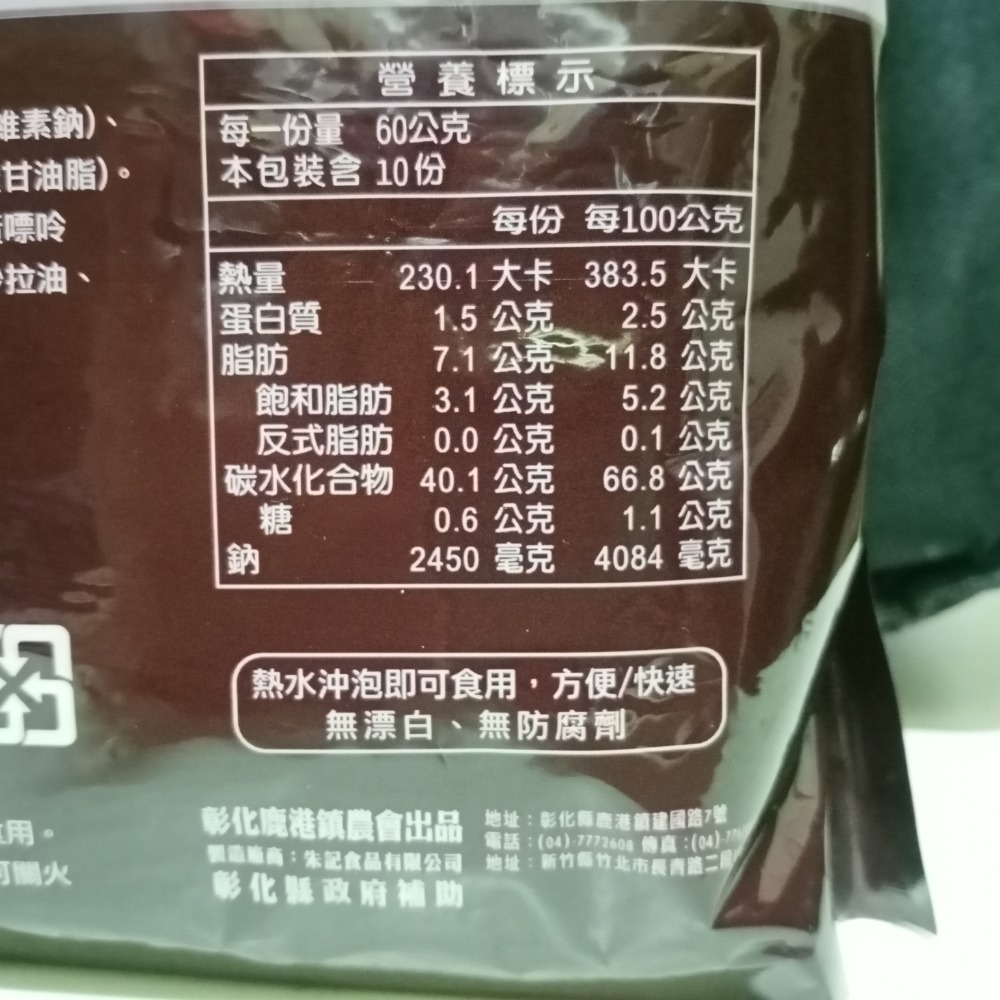 維素鈉)、
甘油脂)。
嘌呤
沙拉油、
營養標示
每一份量 60公克
本包裝含 10份
每份 每100公克
熱量 230.1 大卡 383.5 大卡
蛋白質 1.5 公克 2.5 公克
脂肪 7.1 公克 11.8 公克
飽和脂肪 3.1 公克 5.2 公克
反式脂肪 0.0 公克 0.1 公克
碳水化合物 40.1 公克 66.8 公克
糖 0.6 公克 1.1 公克
鈉 2450 毫克 4084 毫克
熱水沖泡即可食用，方便/快速
無漂白、無防腐劑
用。
可關火
彰化鹿港鎮農會出品
製造廠商：朱記食品有限公司
彰化縣政府補助
地址：彰化縣鹿港鎮建國路7號
電話：(04)-7772608 傳真：(04)-
地址：新竹縣竹北市長青路二段